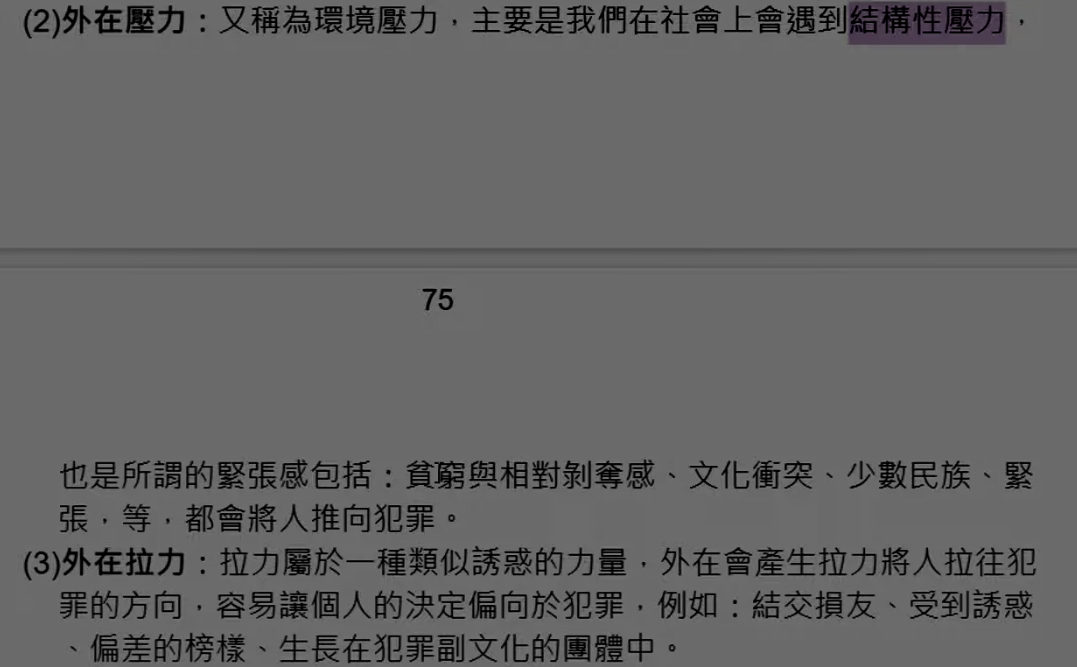 (2)外在壓力：又稱為環境壓力，主要是我們在社會上會遇到結構性壓力，
75
也是所謂的緊張感包括：貧窮與相對剝奪感、文化衝突、少數民族、緊
張，等，都會將人推向犯罪。
(3)外在拉力：拉力屬於一種類似誘惑的力量，外在會產生拉力將人拉往犯
罪的方向，容易讓個人的決定偏向於犯罪，例如：結交損友、受到誘惑
、偏差的榜樣、生長在犯罪副文化的團體中。